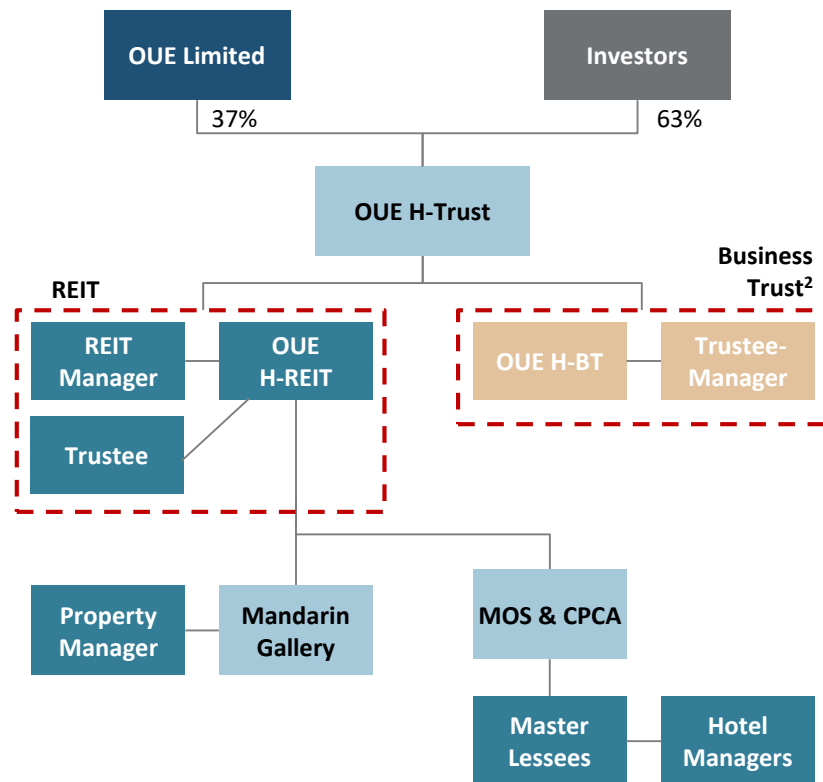 OUE Limited
Investors
37%
63%
OUE H-Trust
REIT
Business
Trust²
REIT
Manager
OUE
H-REIT
OUE H-BT
Trustee-
Manager
Trustee
Property
Manager
Mandarin
Gallery
MOS & CPCA
Master
Lessees
Hotel
Managers